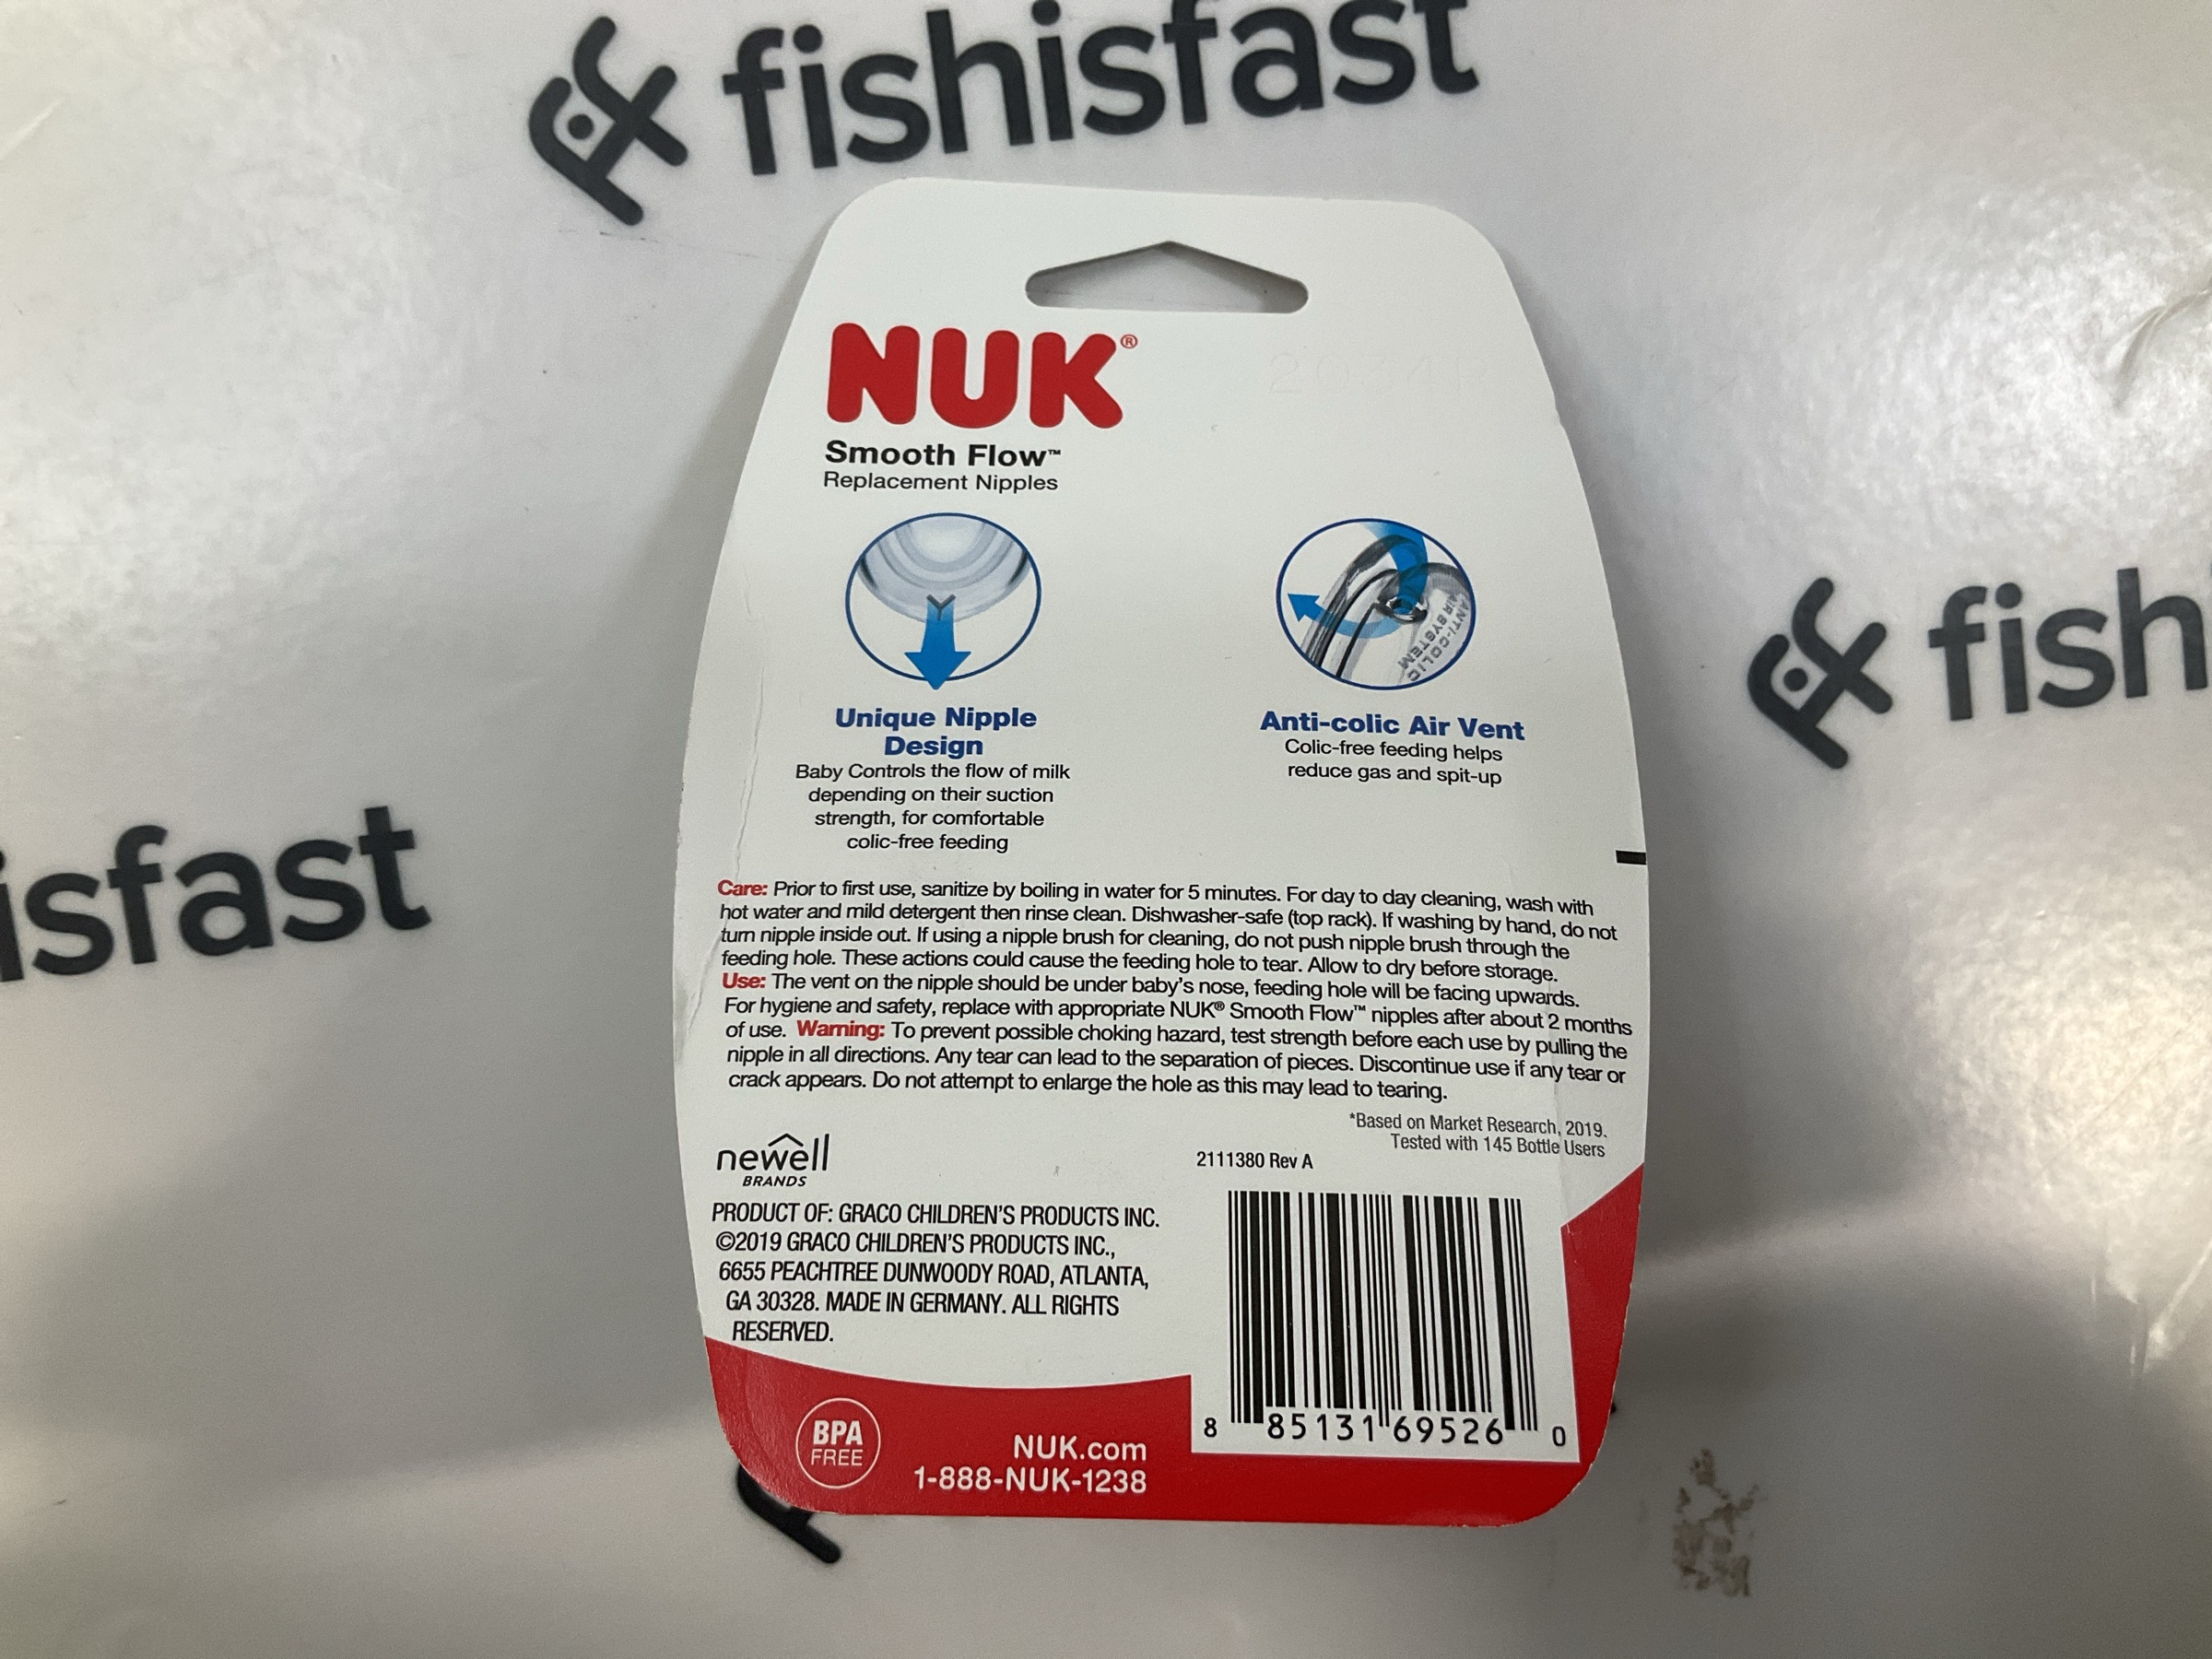 fishisfast
NUK®
Smooth Flow™
Replacement Nipples
ANTI-COLIC
AIR SYSTEM
Unique Nipple
Design
Baby Controls the flow of milk
depending on their suction
strength, for comfortable
colic-free feeding
Anti-colic Air Vent
Colic-free feeding helps
reduce gas and spit-up
fish
isfast
Care: Prior to first use, sanitize by boiling in water for 5 minutes. For day to day cleaning, wash with
hot water and mild detergent then rinse clean. Dishwasher-safe (top rack). If washing by hand, do not
turn nipple inside out. If using a nipple brush for cleaning, do not push nipple brush through the
feeding hole. These actions could cause the feeding hole to tear. Allow to dry before storage.
Use: The vent on the nipple should be under baby's nose, feeding hole will be facing upwards.
For hygiene and safety, replace with appropriate NUK® Smooth Flow™ nipples after about 2 months
of use. Warning: To prevent possible choking hazard, test strength before each use by pulling the
nipple in all directions. Any tear can lead to the separation of pieces. Discontinue use if any tear or
crack appears. Do not attempt to enlarge the hole as this may lead to tearing.
*Based on Market Research, 2019.
Tested with 145 Bottle Users
newell
BRANDS
2111380 Rev A
PRODUCT OF: GRACO CHILDREN'S PRODUCTS INC.
©2019 GRACO CHILDREN'S PRODUCTS INC.,
6655 PEACHTREE DUNWOODY ROAD, ATLANTA,
GA 30328. MADE IN GERMANY. ALL RIGHTS
RESERVED.
8 85131 69526 0
BPA
FREE
NUK.com
1-888-NUK-1238